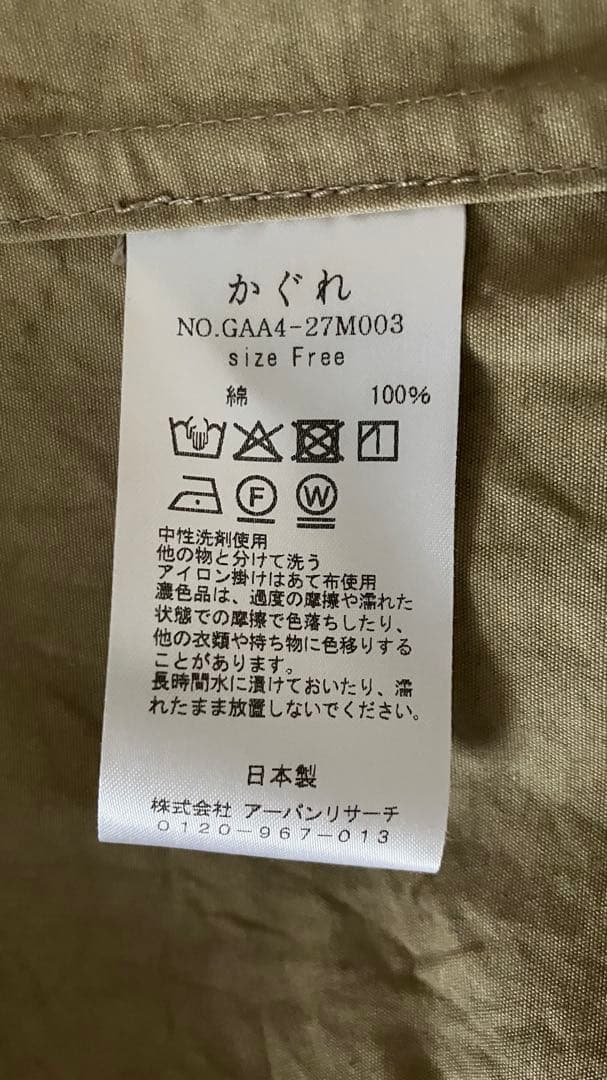 かぐれ
NO.GAA4-27M003
size Free
綿 100%
F W
中性洗剤使用
他の物と分けて洗う
アイロン掛けはあて布使用
濃色品は、過度の摩擦や濡れた
状態での摩擦で色落ちしたり、
他の衣類や持ち物に色移りする
ことがあります。
長時間水に漬けておいたり、濡
れたまま放置しないでください。
日本製
株式会社 アーバンリサーチ
0120-967-013